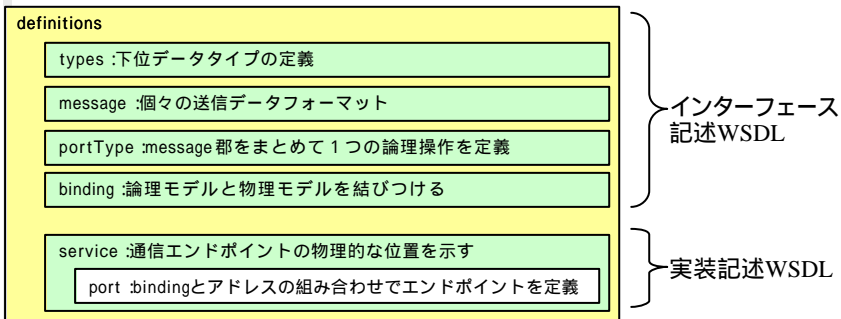 definitions
types :下位データタイプの定義
message :個々の送信データフォーマット
portType :message郡をまとめて１つの論理操作を定義
binding :論理モデルと物理モデルを結びつける
インターフェース
記述WSDL
service :通信エンドポイントの物理的な位置を示す
port :bindingとアドレスの組み合わせでエンドポイントを定義
実装記述WSDL